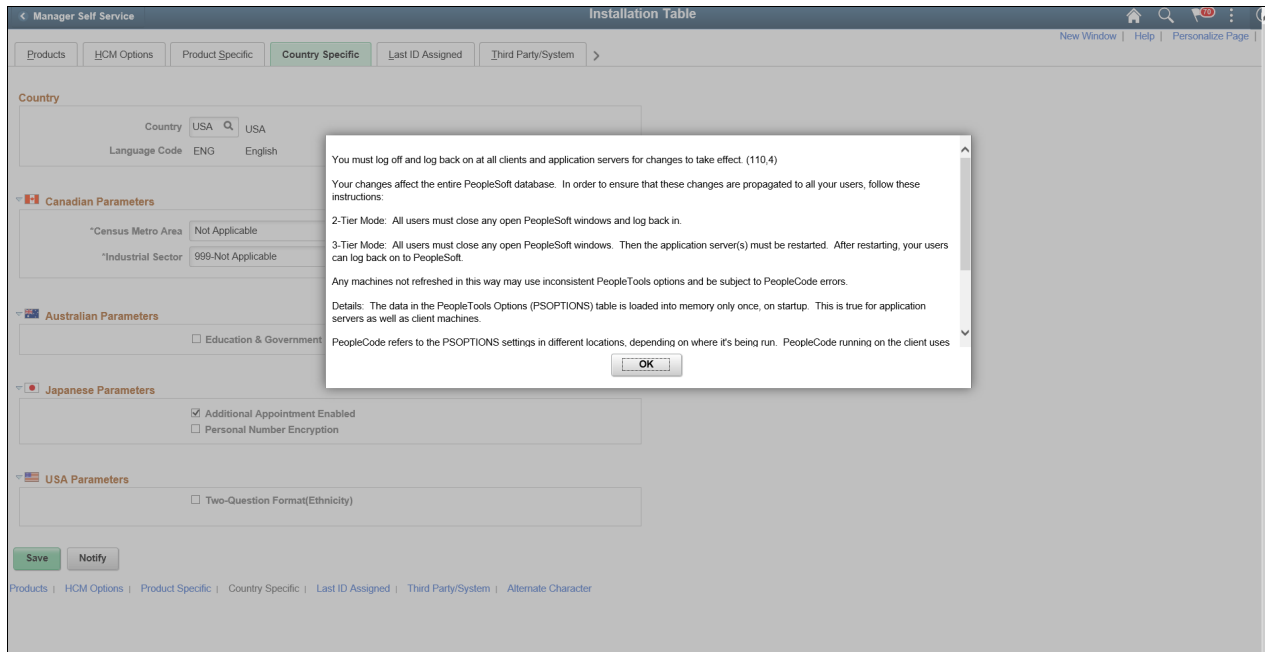 Manager Self Service
Installation Table
70
New Window | Help | Personalize Page |
Products
HCM Options
Product Specific
Country Specific
Last ID Assigned
Third Party/System
Country
Country USA USA
Language Code ENG English
Canadian Parameters
*Census Metro Area Not Applicable
*Industrial Sector 999-Not Applicable
Australian Parameters
Education & Government
Japanese Parameters
Additional Appointment Enabled
Personal Number Encryption
USA Parameters
Two-Question Format(Ethnicity)
You must log off and log back on at all clients and application servers for changes to take effect. (110,4)
Your changes affect the entire PeopleSoft database. In order to ensure that these changes are propagated to all your users, follow these
instructions:
2-Tier Mode: All users must close any open PeopleSoft windows and log back in.
3-Tier Mode: All users must close any open PeopleSoft windows. Then the application server(s) must be restarted. After restarting, your users
can log back on to PeopleSoft.
Any machines not refreshed in this way may use inconsistent PeopleTools options and be subject to PeopleCode errors.
Details: The data in the PeopleTools Options (PSOPTIONS) table is loaded into memory only once, on startup. This is true for application
servers as well as client machines.
PeopleCode refers to the PSOPTIONS settings in different locations, depending on where it's being run. PeopleCode running on the client uses
OK
Save
Notify
Products | HCM Options | Product Specific | Country Specific | Last ID Assigned | Third Party/System | Alternate Character